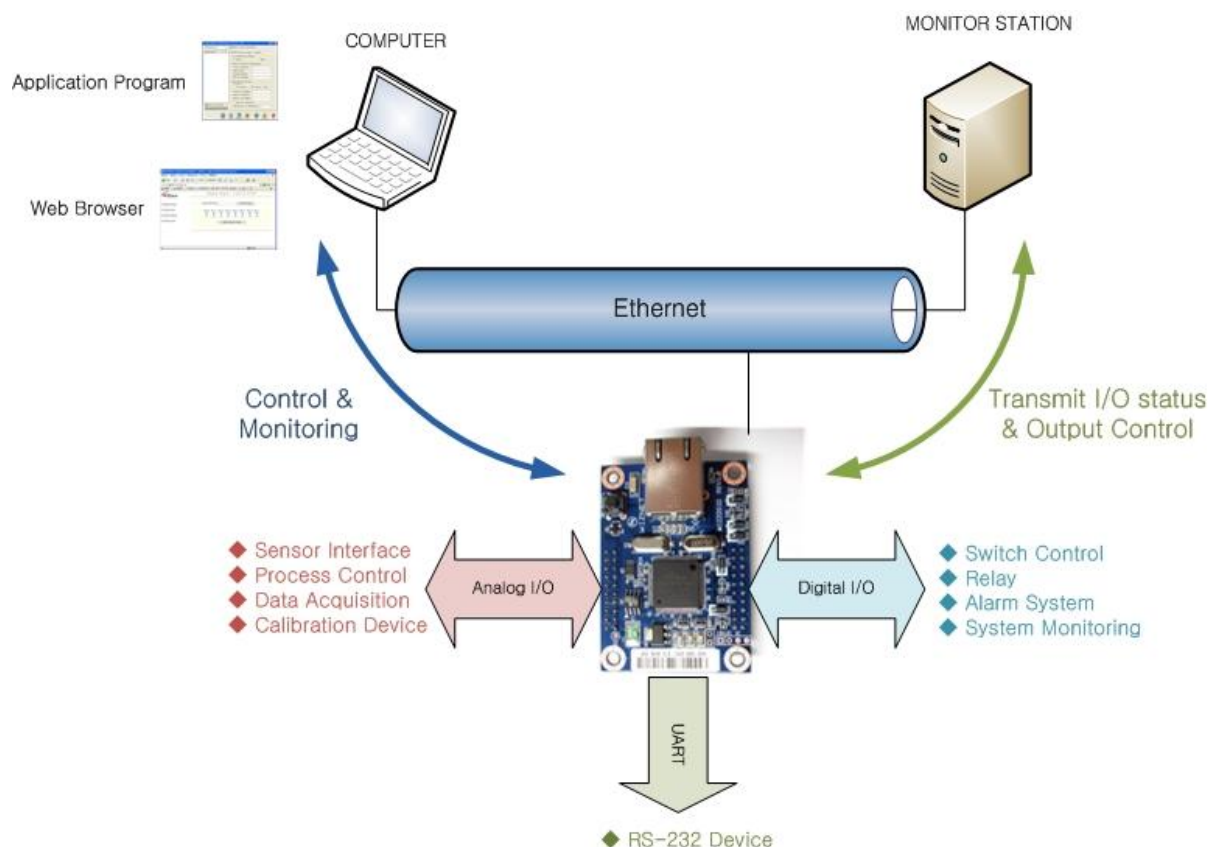 COMPUTER
MONITOR STATION
Application Program
Web Browser
Ethernet
Control &
Monitoring
Transmit I/O status
& Output Control
◆ Sensor Interface
◆ Process Control
◆ Data Acquisition
◆ Calibration Device
Analog I/O
Digital I/O
◆ Switch Control
◆ Relay
◆ Alarm System
◆ System Monitoring
UART
◆ RS-232 Device